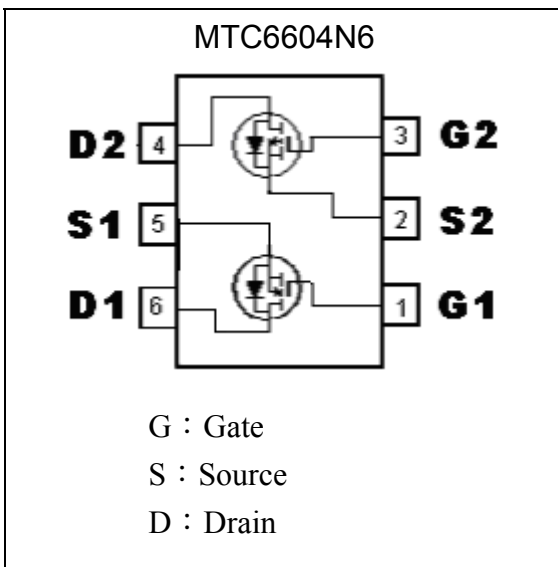 MTC6604N6
D2 4 3 G2
S1 5 2 S2
D1 6 1 G1
G：Gate
S：Source
D：Drain